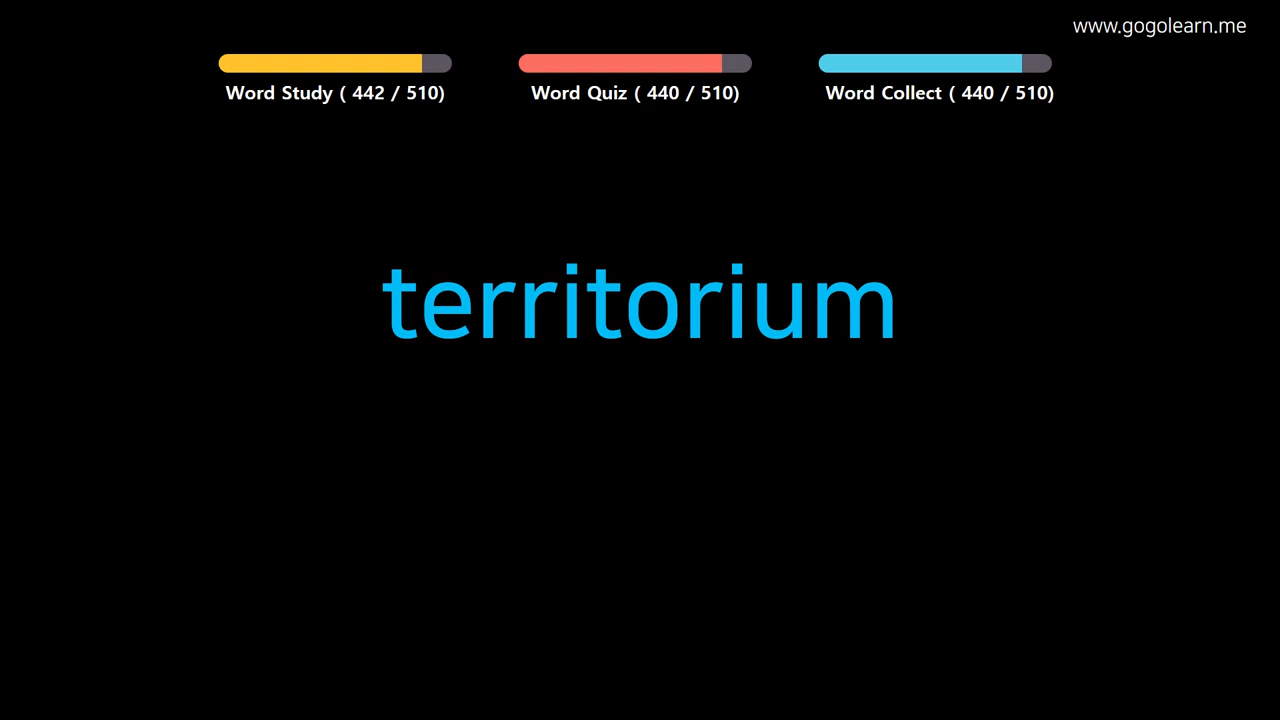 www.gogolearn.me
Word Study ( 442 / 510)
Word Quiz ( 440 / 510)
Word Collect ( 440 / 510)
territorium